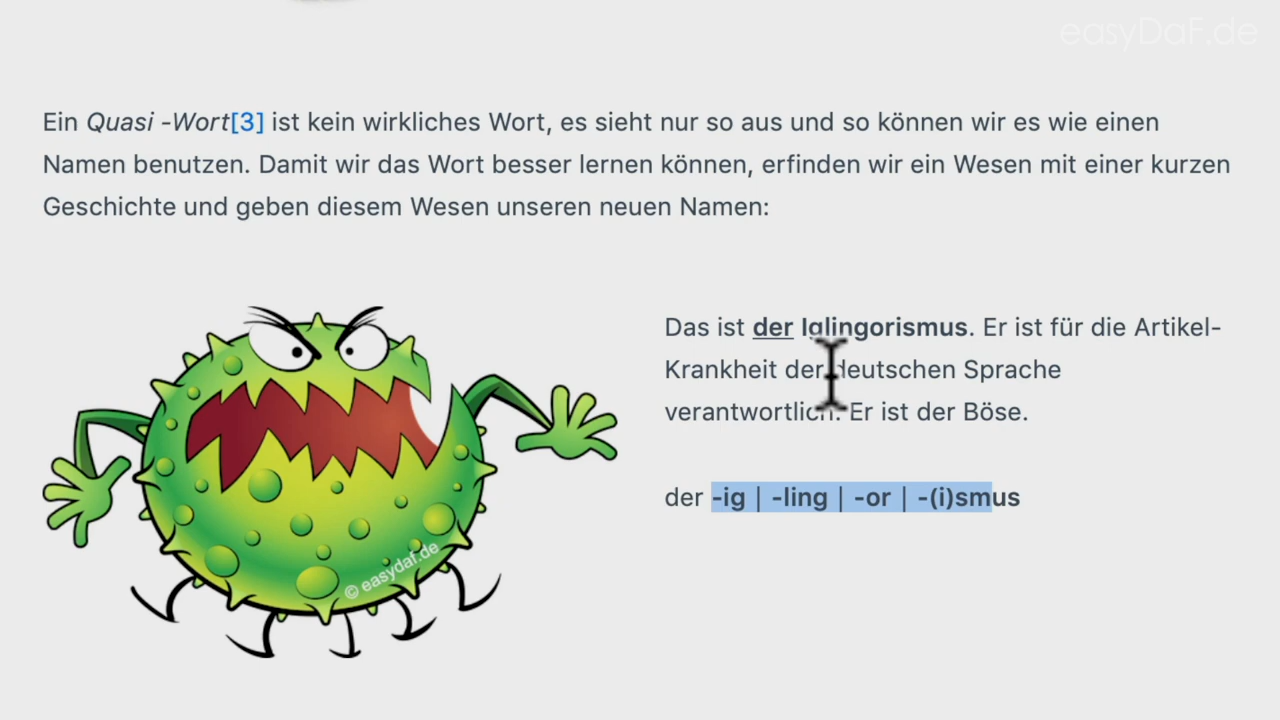 easyDaF.de
Ein Quasi -Wort[3] ist kein wirkliches Wort, es sieht nur so aus und so können wir es wie einen
Namen benutzen. Damit wir das Wort besser lernen können, erfinden wir ein Wesen mit einer kurzen
Geschichte und geben diesem Wesen unseren neuen Namen:
Das ist der Iglingorismus. Er ist für die Artikel-
Krankheit der deutschen Sprache
verantwortlich. Er ist der Böse.
der -ig | -ling | -or | -(i)smus
© easydaf.de